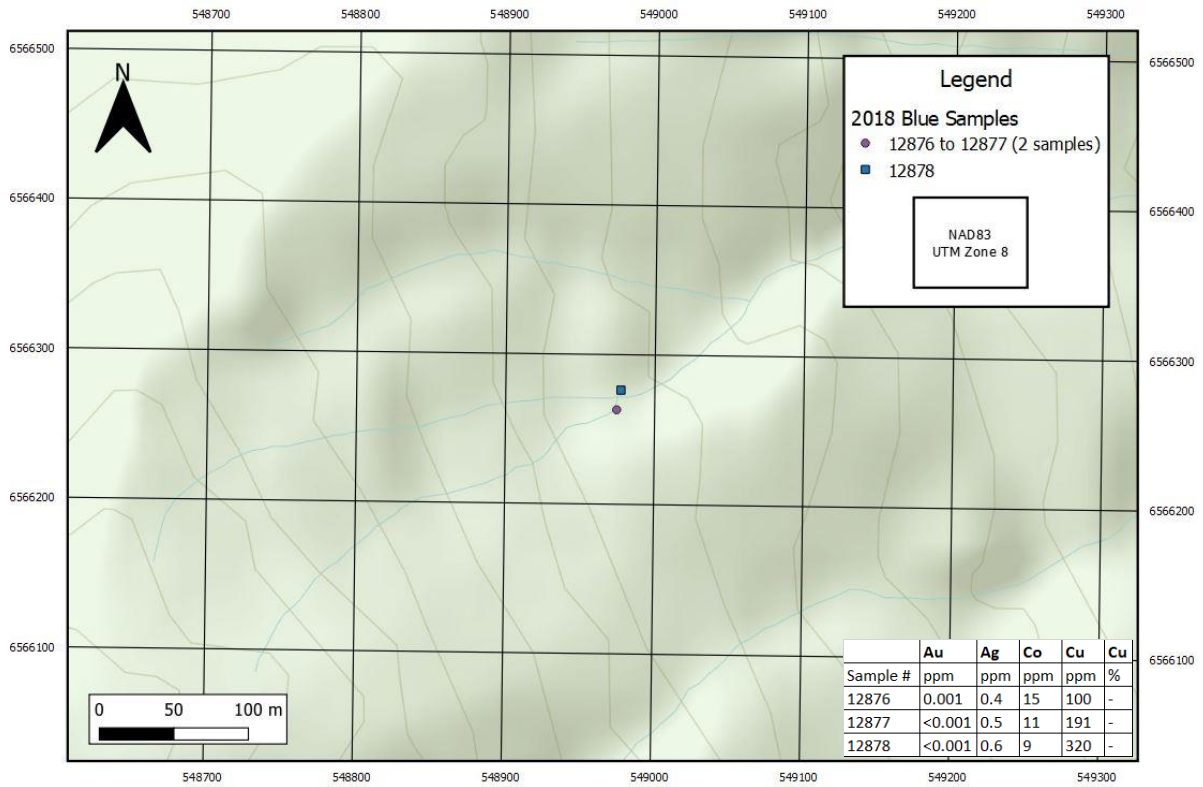 548700 548800 548900 549000 549100 549200 549300
6566500
6566500
N
Legend
2018 Blue Samples
12876 to 12877 (2 samples)
12878
NAD83
UTM Zone 8
6566400
6566400
6566300
6566300
6566200
6566200
6566100
6566100
Au Ag Co Cu Cu
Sample # ppm ppm ppm ppm %
12876 0.001 0.4 15 100 -
12877 <0.001 0.5 11 191 -
12878 <0.001 0.6 9 320 -
0 50 100 m
548700 548800 548900 549000 549100 549200 549300